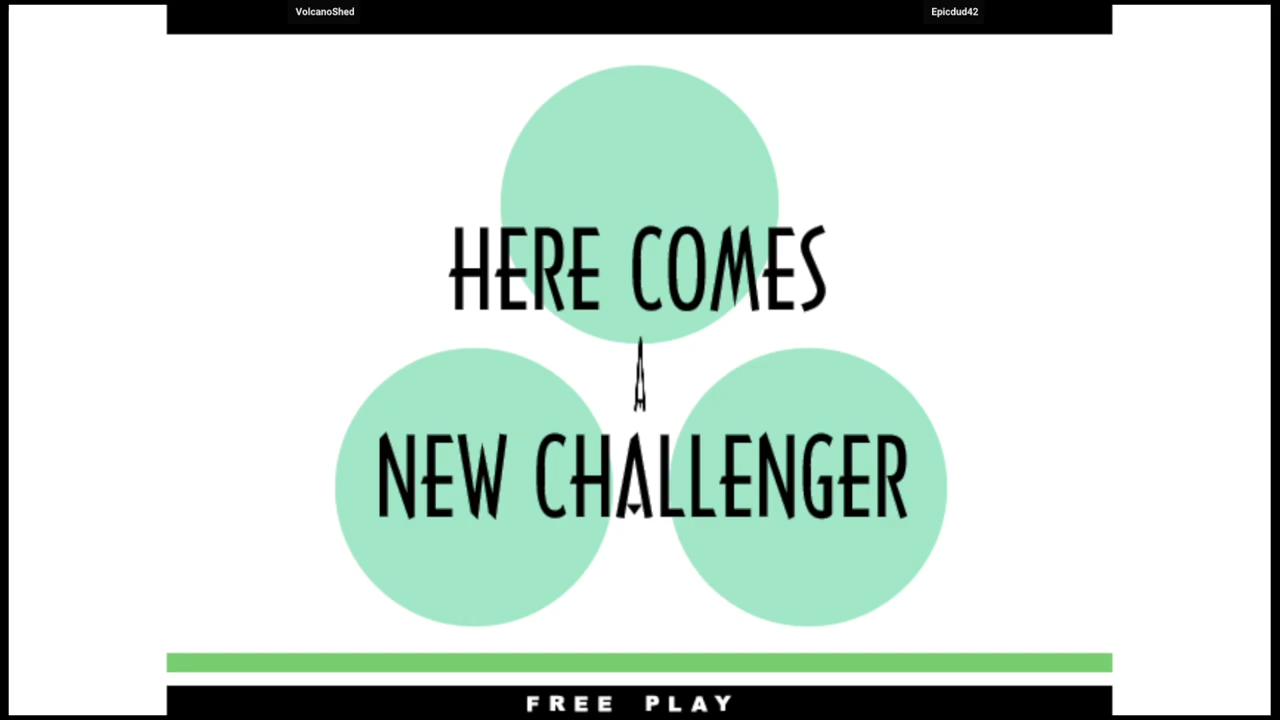 VolcanoShed
Epicdud42
HERE COMES
A
NEW CHALLENGER
FREE PLAY